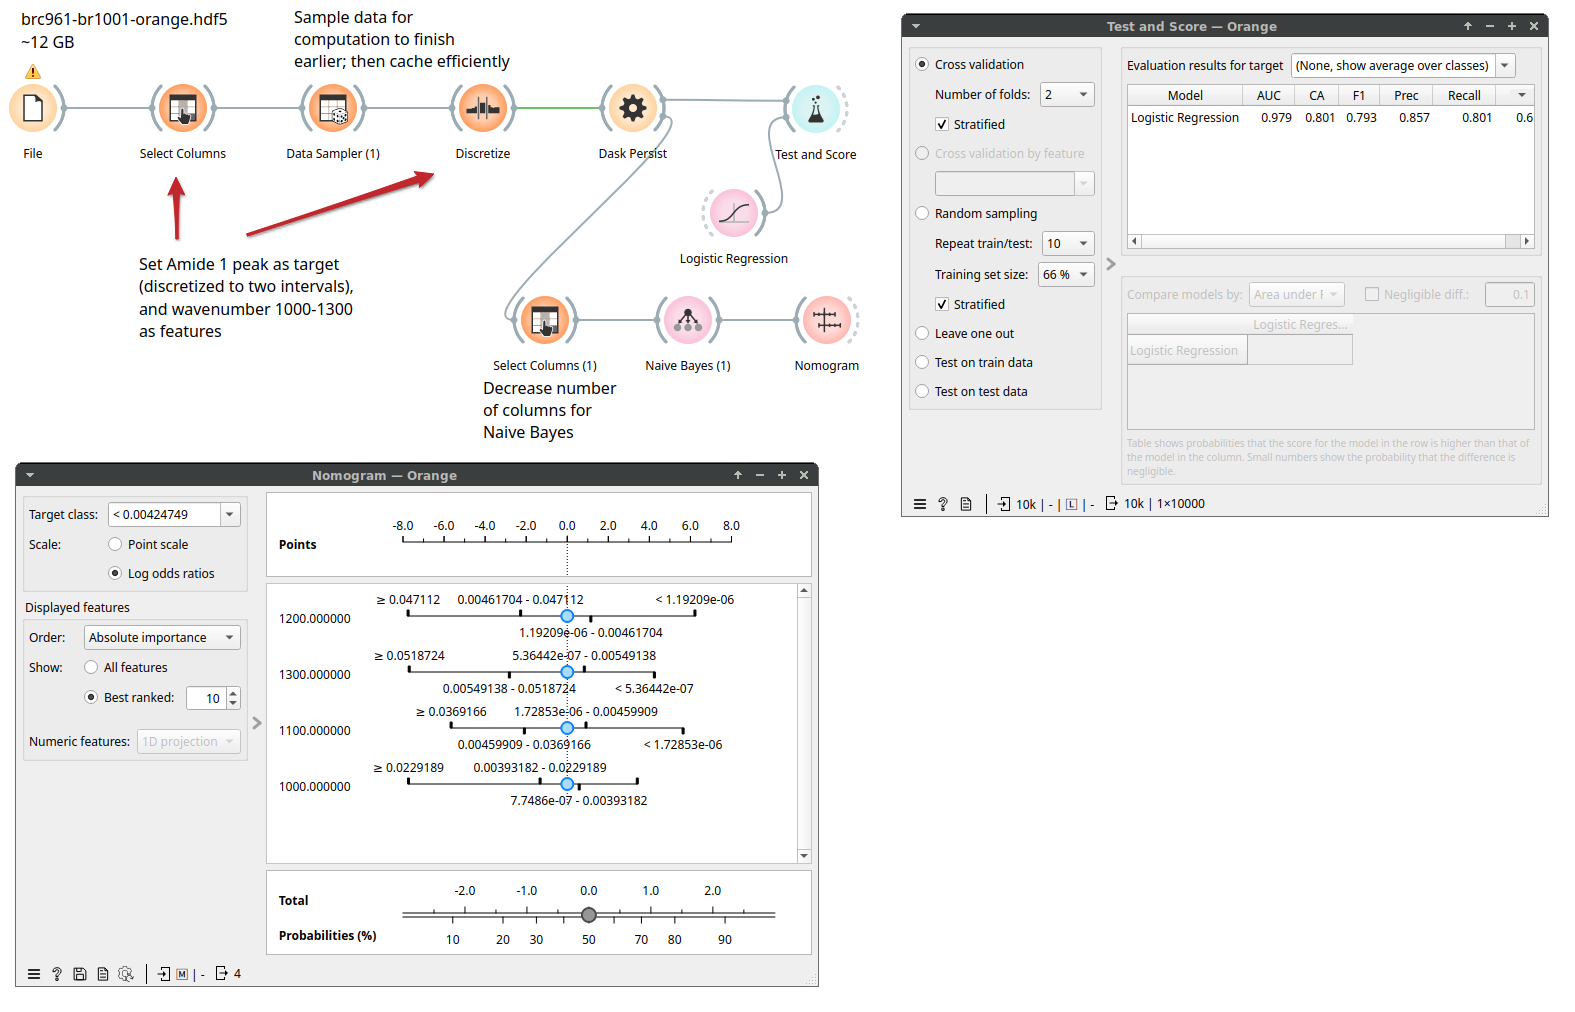 brc961-br1001-orange.hdf5
~12 GB
Sample data for
computation to finish
earlier; then cache efficiently
File
Select Columns
Data Sampler (1)
Discretize
Dask Persist
Test and Score
Set Amide 1 peak as target
(discretized to two intervals),
and wavenumber 1000-1300
as features
Logistic Regression
Select Columns (1)
Naive Bayes (1)
Nomogram
Decrease number
of columns for
Naive Bayes
Test and Score — Orange
Cross validation
Number of folds: 2
Stratified
Cross validation by feature
Random sampling
Repeat train/test: 10
Training set size: 66 %
Stratified
Leave one out
Test on train data
Test on test data
Evaluation results for target (None, show average over classes)
Model AUC CA F1 Prec Recall
Logistic Regression 0.979 0.801 0.793 0.857 0.801 0.6
Compare models by: Area under Negligible diff.: 0.1
Logistic Regres...
Logistic Regression
Table shows probabilities that the score for the model in the row is higher than that of
the model in the column. Small numbers show the probability that the difference is
negligible.
10k | - | L | - 10k | 1×10000
Nomogram — Orange
Target class: < 0.00424749
Scale: Point scale
Log odds ratios
Displayed features
Order: Absolute importance
Show: All features
Best ranked: 10
Numeric features: 1D projection
-8.0 -6.0 -4.0 -2.0 0.0 2.0 4.0 6.0 8.0
Points
≥ 0.047112 0.00461704 - 0.047112 < 1.19209e-06
1200.000000
1.19209e-06 - 0.00461704
≥ 0.0518724 5.36442e-07 - 0.00549138
1300.000000
0.00549138 - 0.0518724 < 5.36442e-07
≥ 0.0369166 1.72853e-06 - 0.00459909
1100.000000
0.00459909 - 0.0369166 < 1.72853e-06
≥ 0.0229189 0.00393182 - 0.0229189
1000.000000
7.7486e-07 - 0.00393182
-2.0 -1.0 0.0 1.0 2.0
Total
Probabilities (%)
10 20 30 50 70 80 90
M | - 4